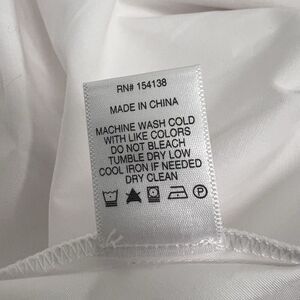 RN# 154138
MADE IN CHINA
MACHINE WASH COLD
WITH LIKE COLORS
DO NOT BLEACH
TUMBLE DRY LOW
COOL IRON IF NEEDED
DRY CLEAN
P